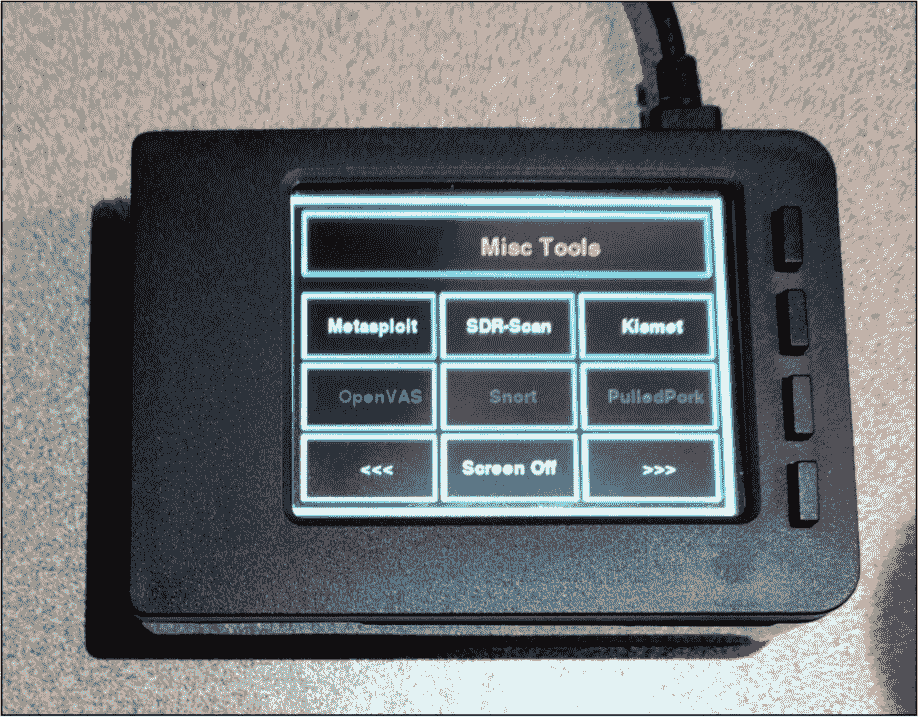 Misc Tools
Metasploit SDR-Scan Kismet
OpenVAS Snort PulledPork
<<< Screen Off >>>